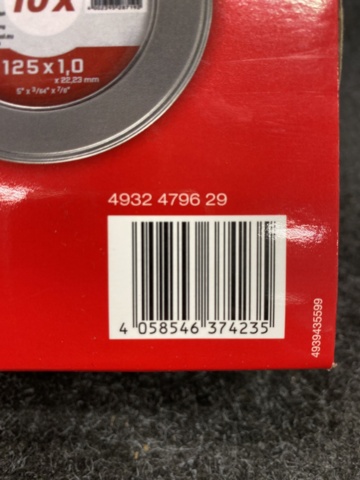 10X
125 x 1,0
x 22,23 mm
5" x 3/64" x 7/8"
4932 4796 29
4 058546 374235
4939435599